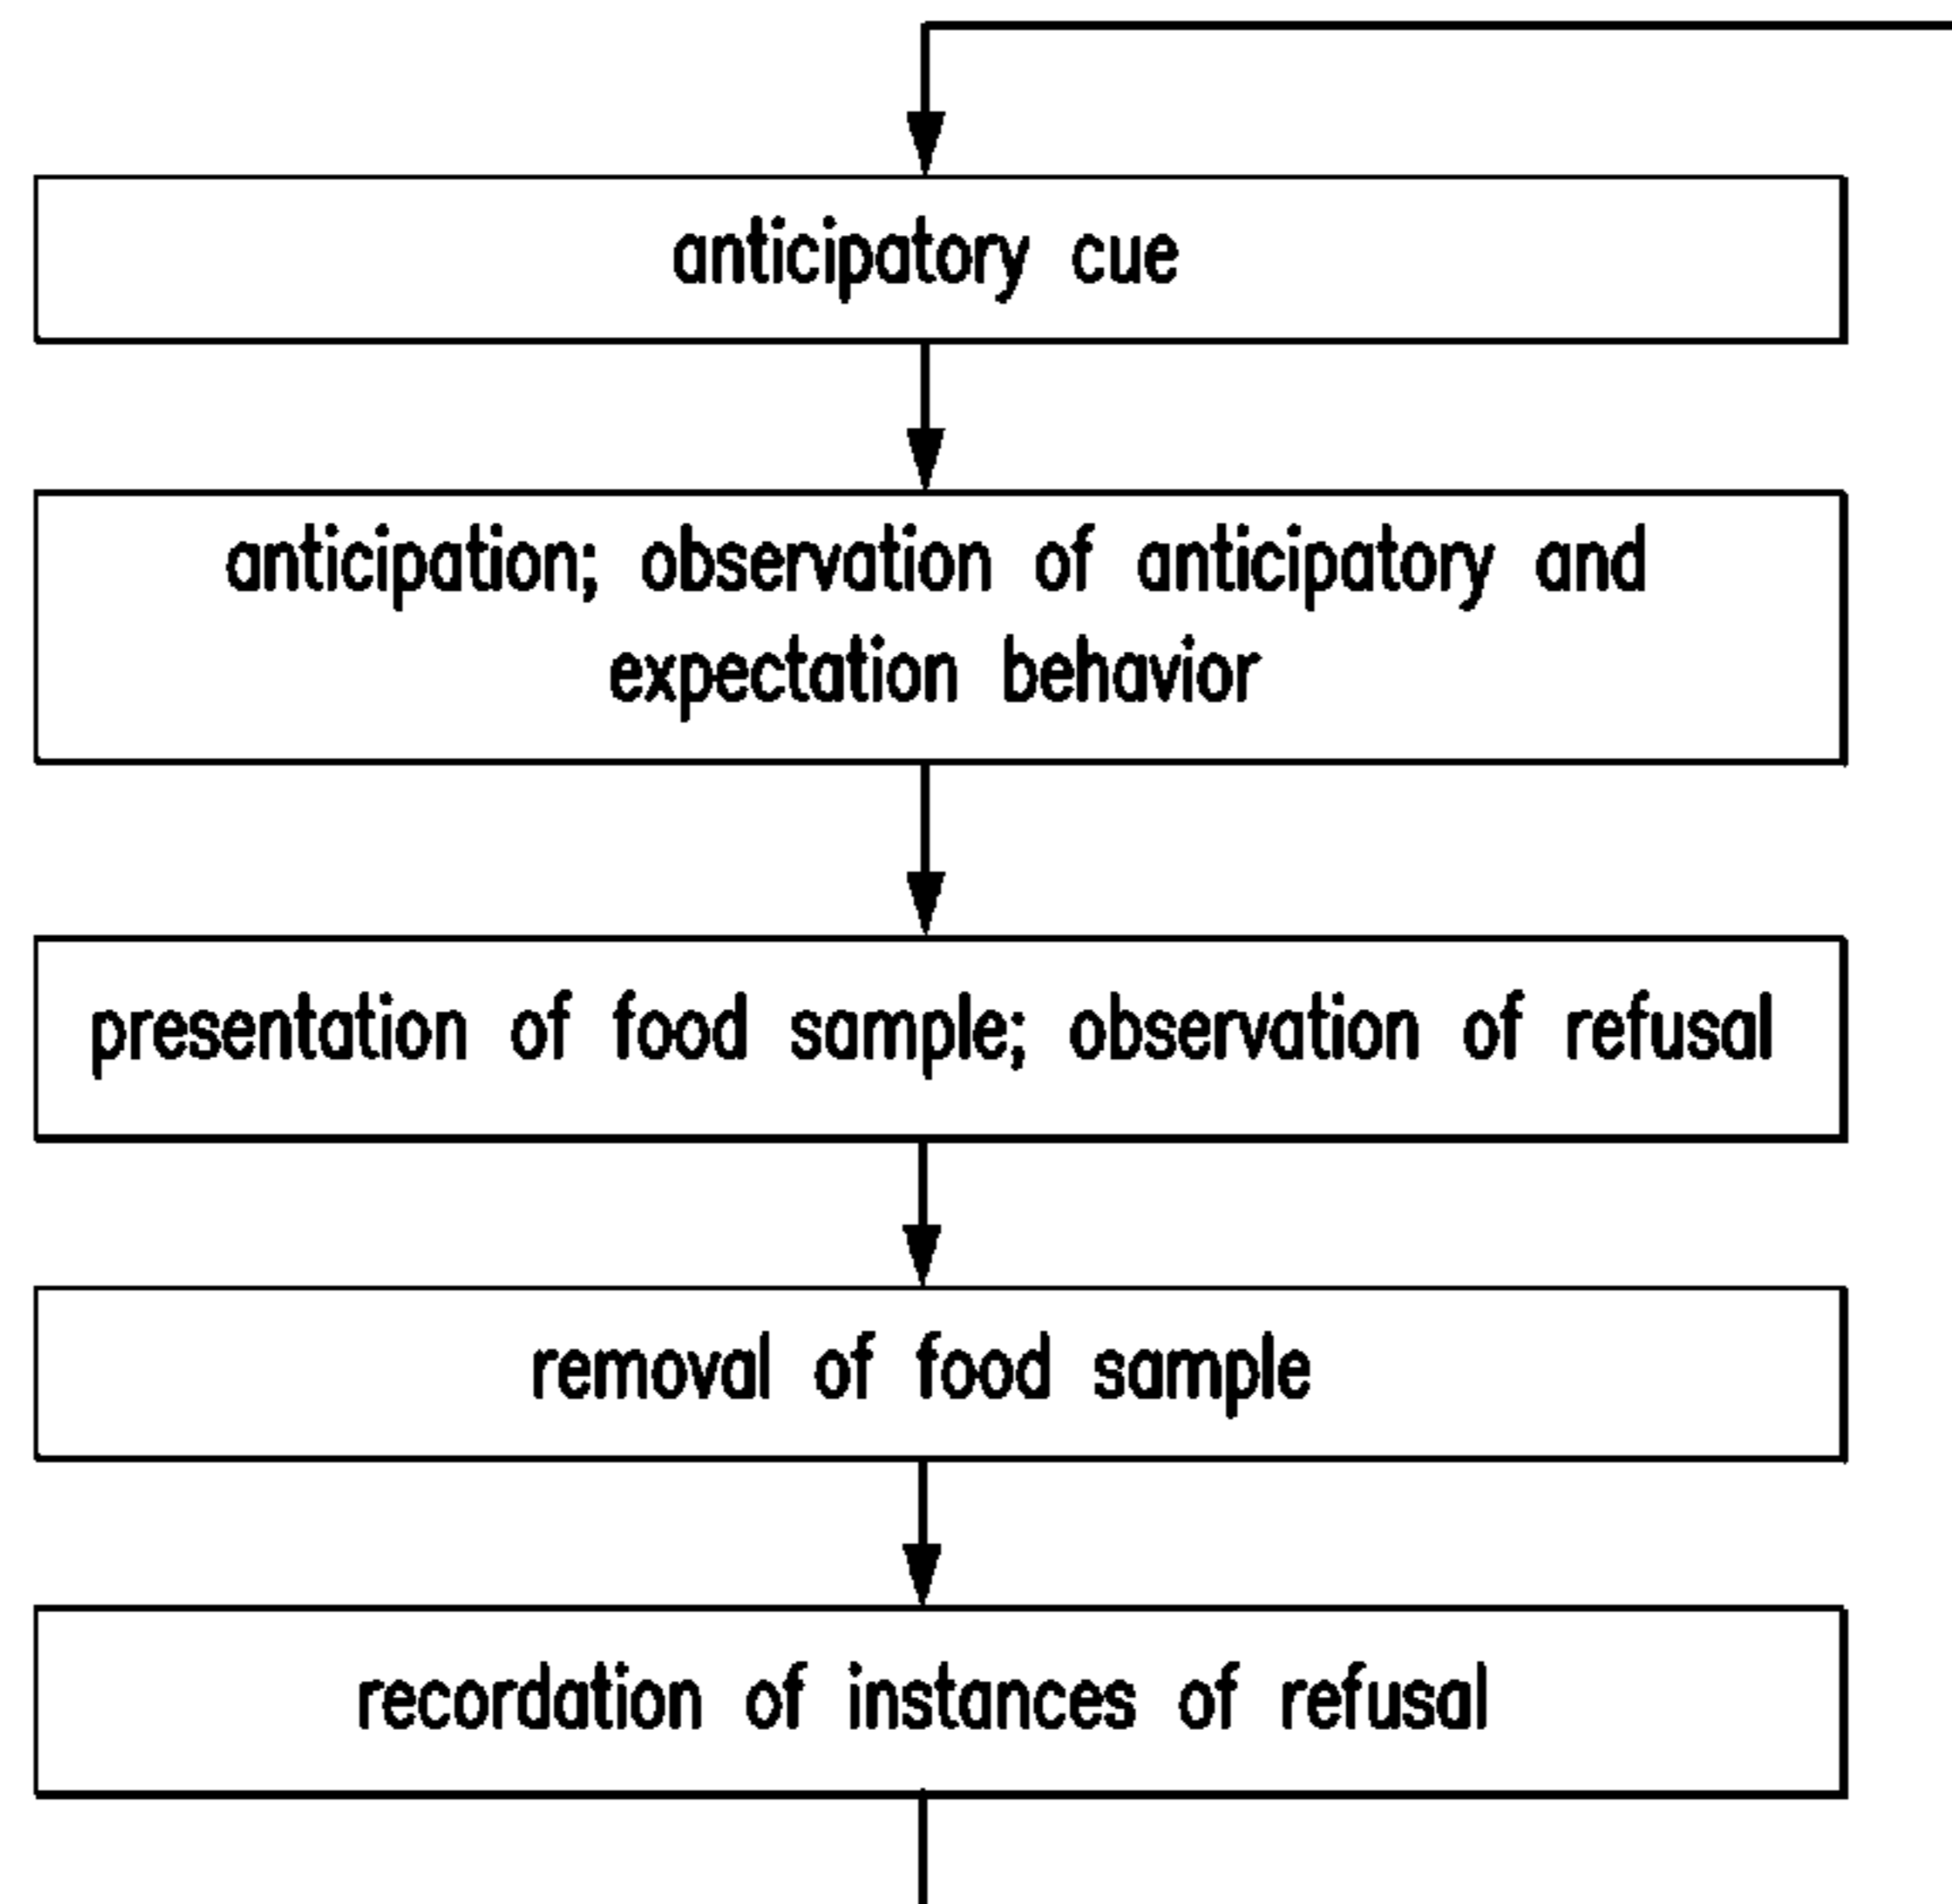 anticipatory cue
anticipation; observation of anticipatory and
expectation behavior
presentation of food sample; observation of refusal
removal of food sample
recordation of instances of refusal